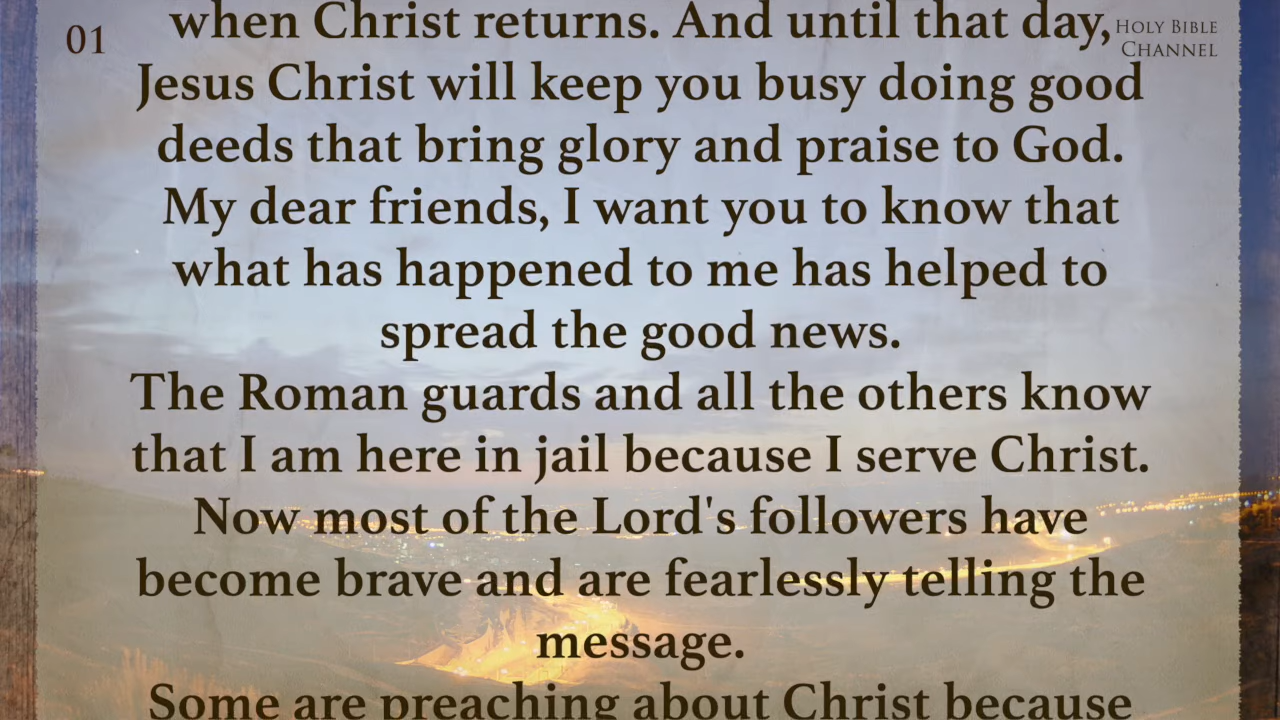 01
HOLY BIBLE
CHANNEL
when Christ returns. And until that day,
Jesus Christ will keep you busy doing good
deeds that bring glory and praise to God.
My dear friends, I want you to know that
what has happened to me has helped to
spread the good news.
The Roman guards and all the others know
that I am here in jail because I serve Christ.
Now most of the Lord's followers have
become brave and are fearlessly telling the
message.
Some are preaching about Christ because